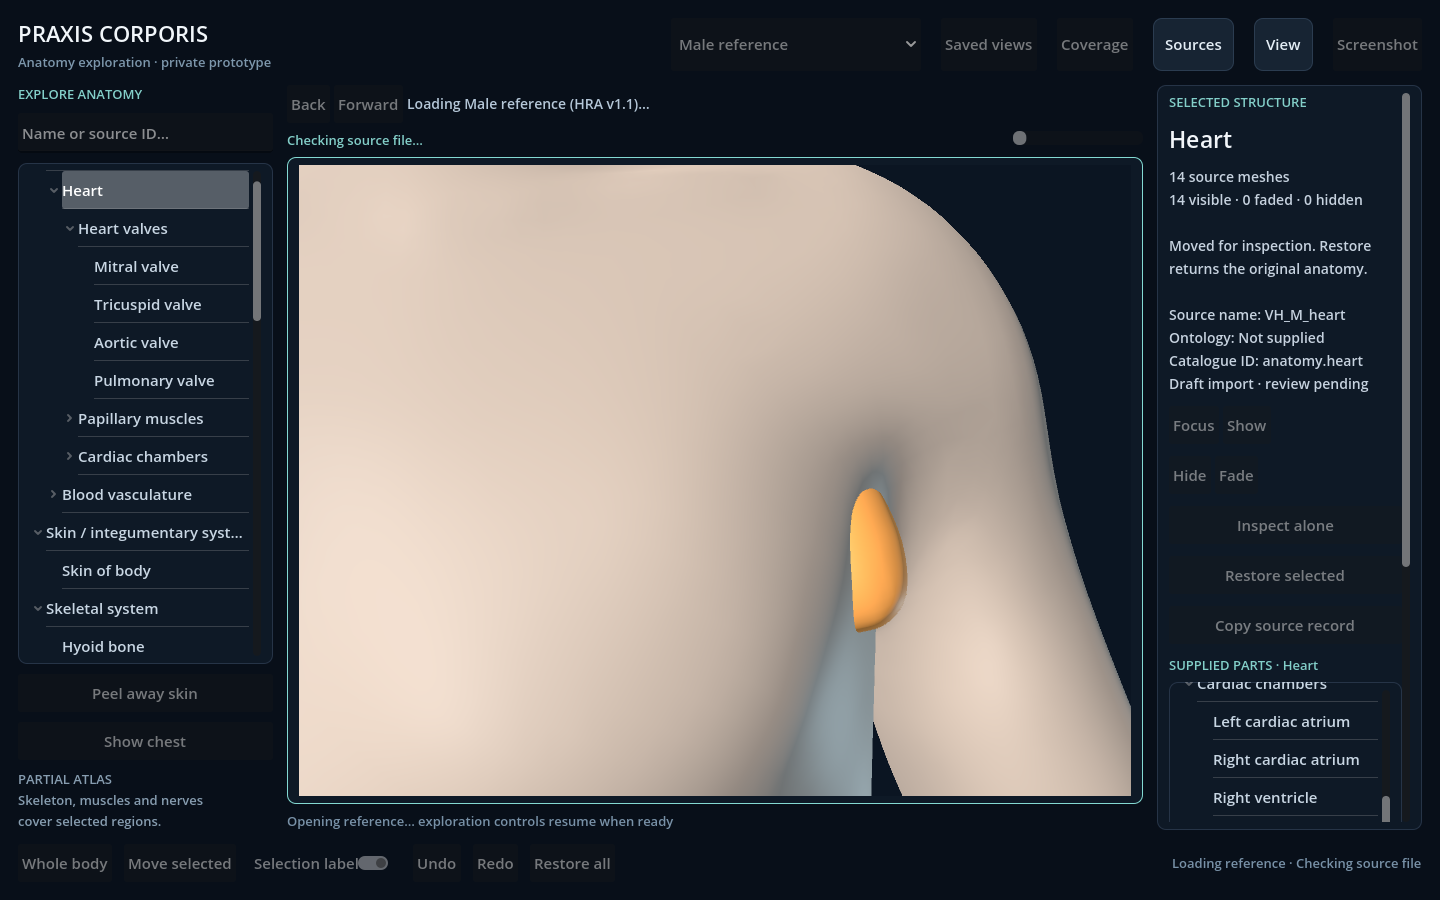 PRAXIS CORPORIS
Anatomy exploration · private prototype
Male reference
Saved views
Coverage
Sources
View
Screenshot
EXPLORE ANATOMY
Name or source ID...
Heart
Heart valves
Mitral valve
Tricuspid valve
Aortic valve
Pulmonary valve
Papillary muscles
Cardiac chambers
Blood vasculature
Skin / integumentary syst...
Skin of body
Skeletal system
Hyoid bone
Peel away skin
Show chest
PARTIAL ATLAS
Skeleton, muscles and nerves
cover selected regions.
Back
Forward
Loading Male reference (HRA v1.1)...
Checking source file...
Opening reference... exploration controls resume when ready
SELECTED STRUCTURE
Heart
14 source meshes
14 visible · 0 faded · 0 hidden
Moved for inspection. Restore
returns the original anatomy.
Source name: VH_M_heart
Ontology: Not supplied
Catalogue ID: anatomy.heart
Draft import · review pending
Focus
Show
Hide
Fade
Inspect alone
Restore selected
Copy source record
SUPPLIED PARTS · Heart
Cardiac chambers
Left cardiac atrium
Right cardiac atrium
Right ventricle
Whole body
Move selected
Selection label
Undo
Redo
Restore all
Loading reference · Checking source file